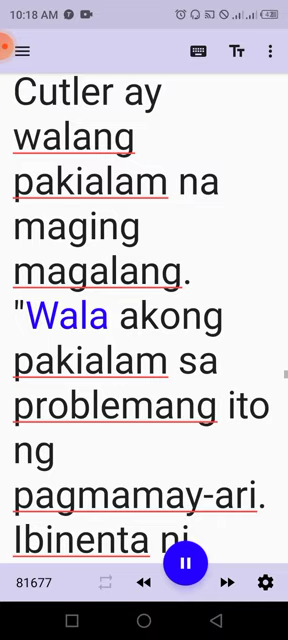 10:18 AM
Cutler ay
walang
pakialam na
maging
magalang.
"Wala akong
pakialam sa
problemang ito
ng
pagmamay-ari.
Ibinenta ni
81677